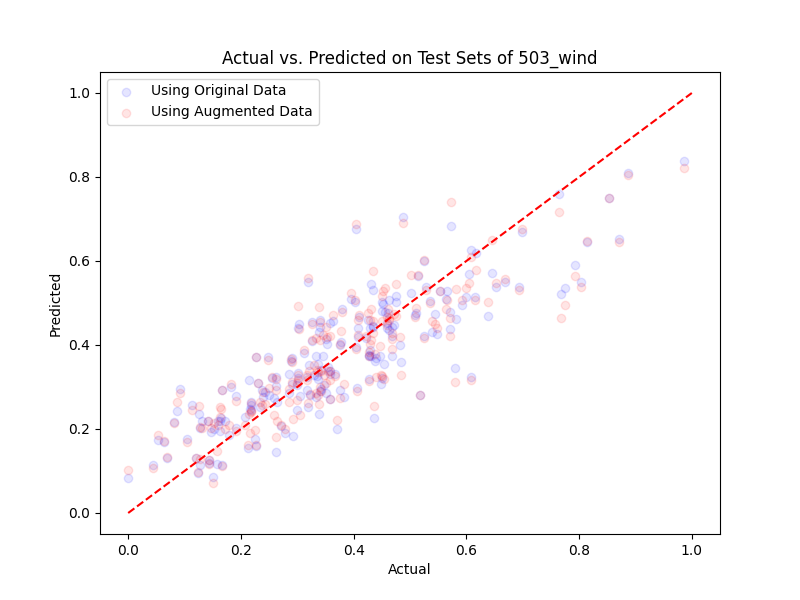 Actual vs. Predicted on Test Sets of 503_wind
Using Original Data
Using Augmented Data
1.0
0.8
0.6
0.4
0.2
0.0
Predicted
0.0 0.2 0.4 0.6 0.8 1.0
Actual